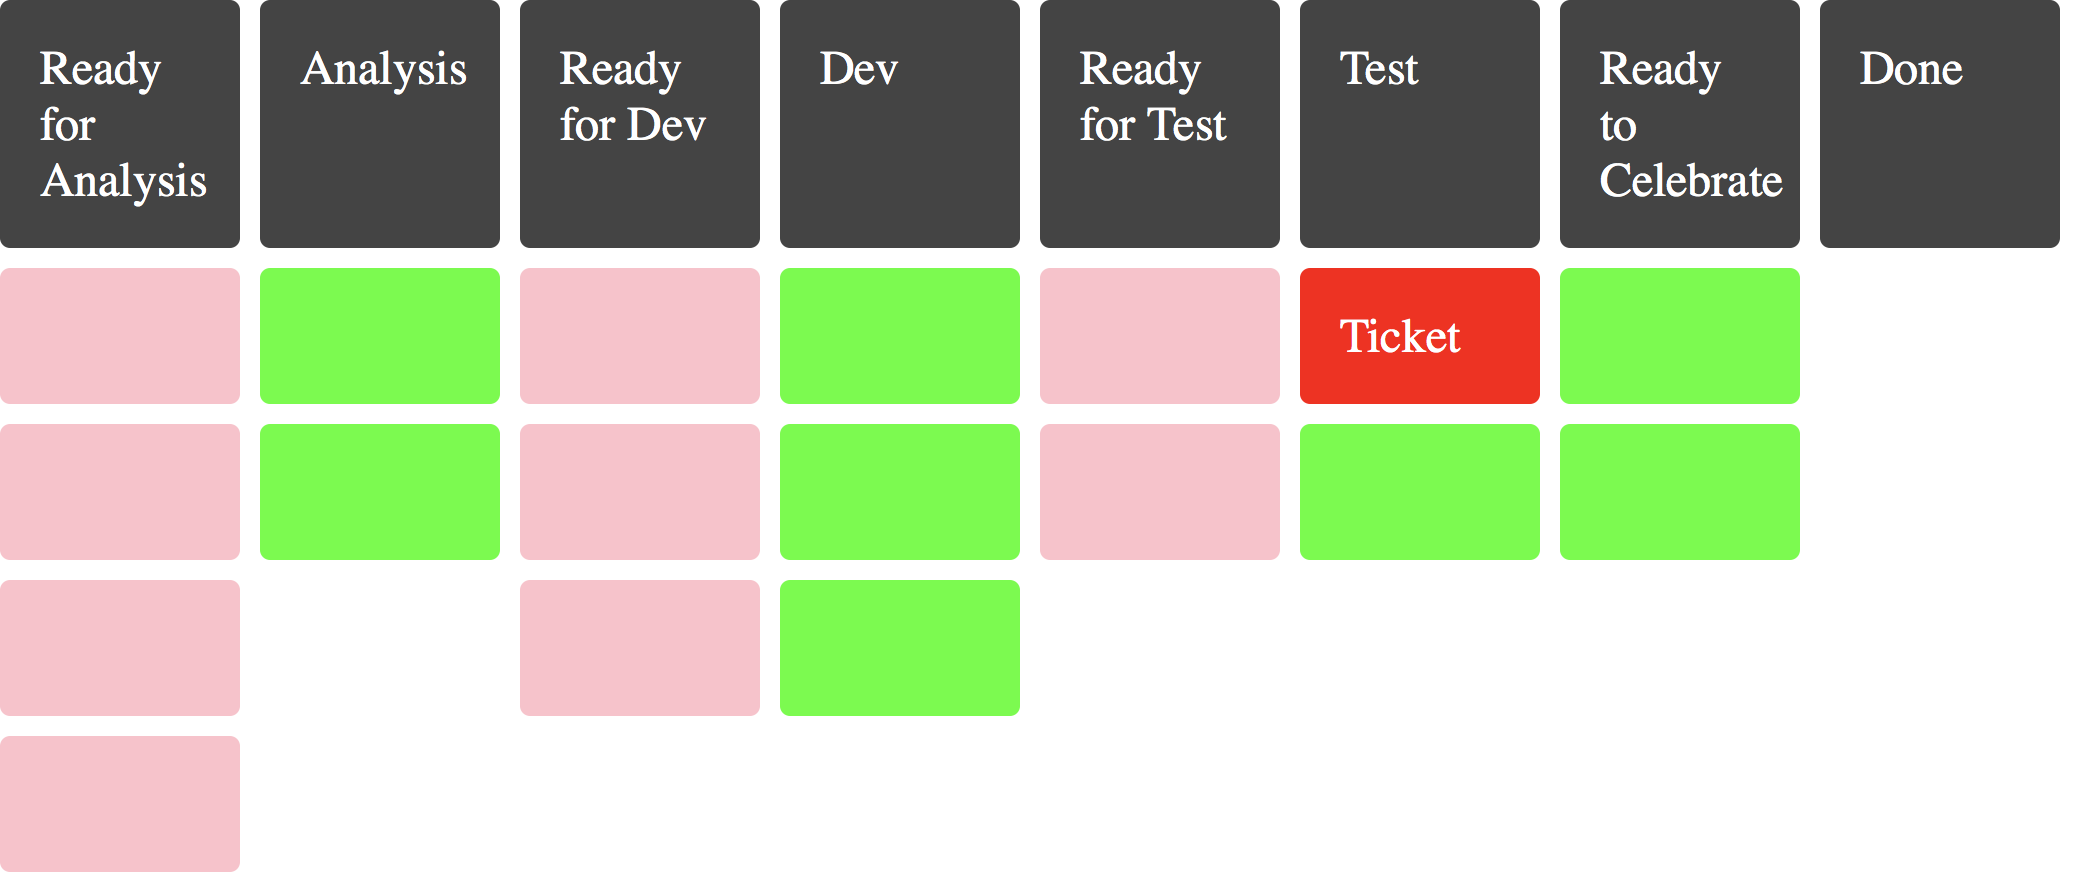 Ready
for
Analysis
Analysis
Ready
for Dev
Dev
Ready
for Test
Test
Ready
to
Celebrate
Done
Ticket